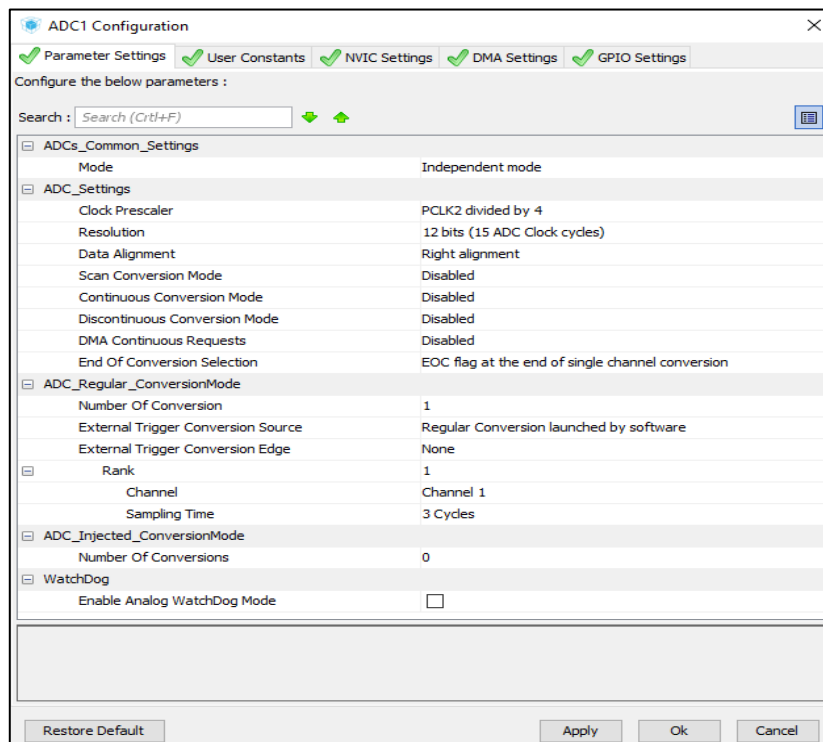 ADC1 Configuration
Parameter Settings User Constants NVIC Settings DMA Settings GPIO Settings
Configure the below parameters :
Search : Search (Crtl+F)
ADCs_Common_Settings
Mode Independent mode
ADC_Settings
Clock Prescaler PCLK2 divided by 4
Resolution 12 bits (15 ADC Clock cycles)
Data Alignment Right alignment
Scan Conversion Mode Disabled
Continuous Conversion Mode Disabled
Discontinuous Conversion Mode Disabled
DMA Continuous Requests Disabled
End Of Conversion Selection EOC flag at the end of single channel conversion
ADC_Regular_ConversionMode
Number Of Conversion 1
External Trigger Conversion Source Regular Conversion launched by software
External Trigger Conversion Edge None
Rank 1
Channel Channel 1
Sampling Time 3 Cycles
ADC_Injected_ConversionMode
Number Of Conversions 0
WatchDog
Enable Analog WatchDog Mode
Restore Default Apply Ok Cancel